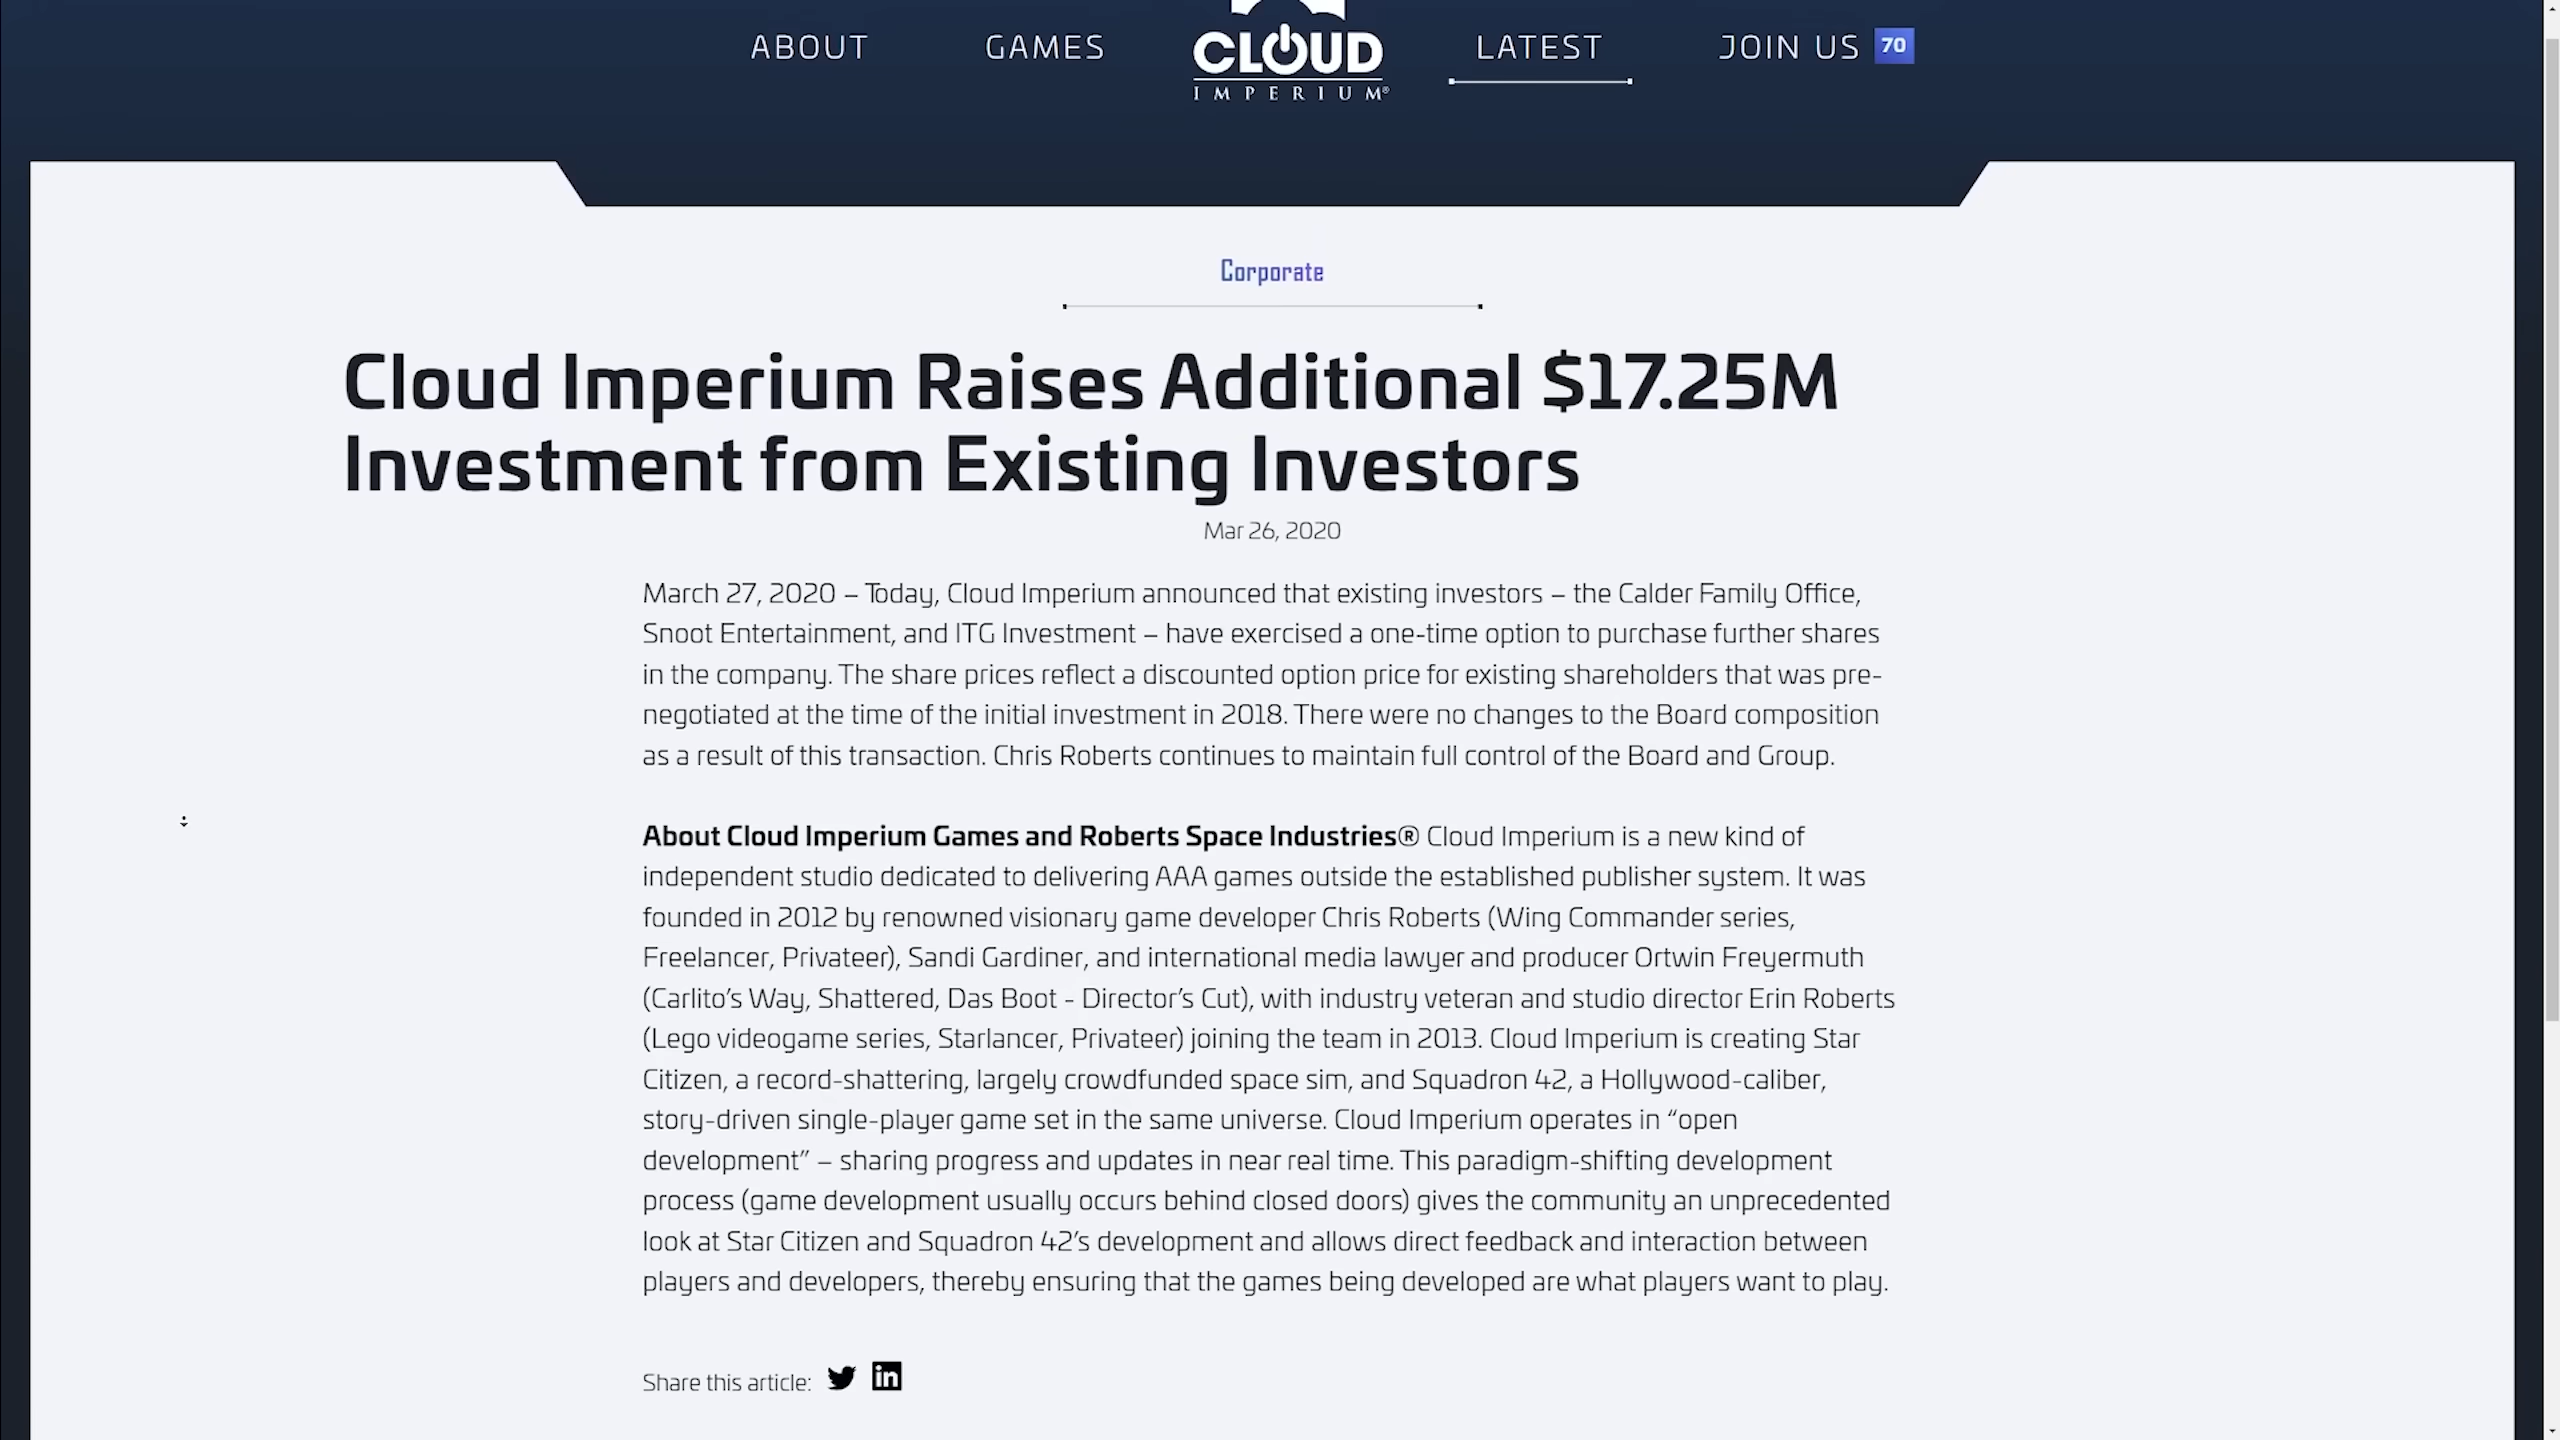 ABOUT
GAMES
CLOUD
IMPERIUM®
LATEST
JOIN US 70
Corporate
Cloud Imperium Raises Additional $17.25M
Investment from Existing Investors
Mar 26, 2020
March 27, 2020 – Today, Cloud Imperium announced that existing investors – the Calder Family Office,
Snoot Entertainment, and ITG Investment – have exercised a one-time option to purchase further shares
in the company. The share prices reflect a discounted option price for existing shareholders that was pre-
negotiated at the time of the initial investment in 2018. There were no changes to the Board composition
as a result of this transaction. Chris Roberts continues to maintain full control of the Board and Group.
About Cloud Imperium Games and Roberts Space Industries® Cloud Imperium is a new kind of
independent studio dedicated to delivering AAA games outside the established publisher system. It was
founded in 2012 by renowned visionary game developer Chris Roberts (Wing Commander series,
Freelancer, Privateer), Sandi Gardiner, and international media lawyer and producer Ortwin Freyermuth
(Carlito’s Way, Shattered, Das Boot - Director’s Cut), with industry veteran and studio director Erin Roberts
(Lego videogame series, Starlancer, Privateer) joining the team in 2013. Cloud Imperium is creating Star
Citizen, a record-shattering, largely crowdfunded space sim, and Squadron 42, a Hollywood-caliber,
story-driven single-player game set in the same universe. Cloud Imperium operates in “open
development” – sharing progress and updates in near real time. This paradigm-shifting development
process (game development usually occurs behind closed doors) gives the community an unprecedented
look at Star Citizen and Squadron 42’s development and allows direct feedback and interaction between
players and developers, thereby ensuring that the games being developed are what players want to play.
Share this article: in